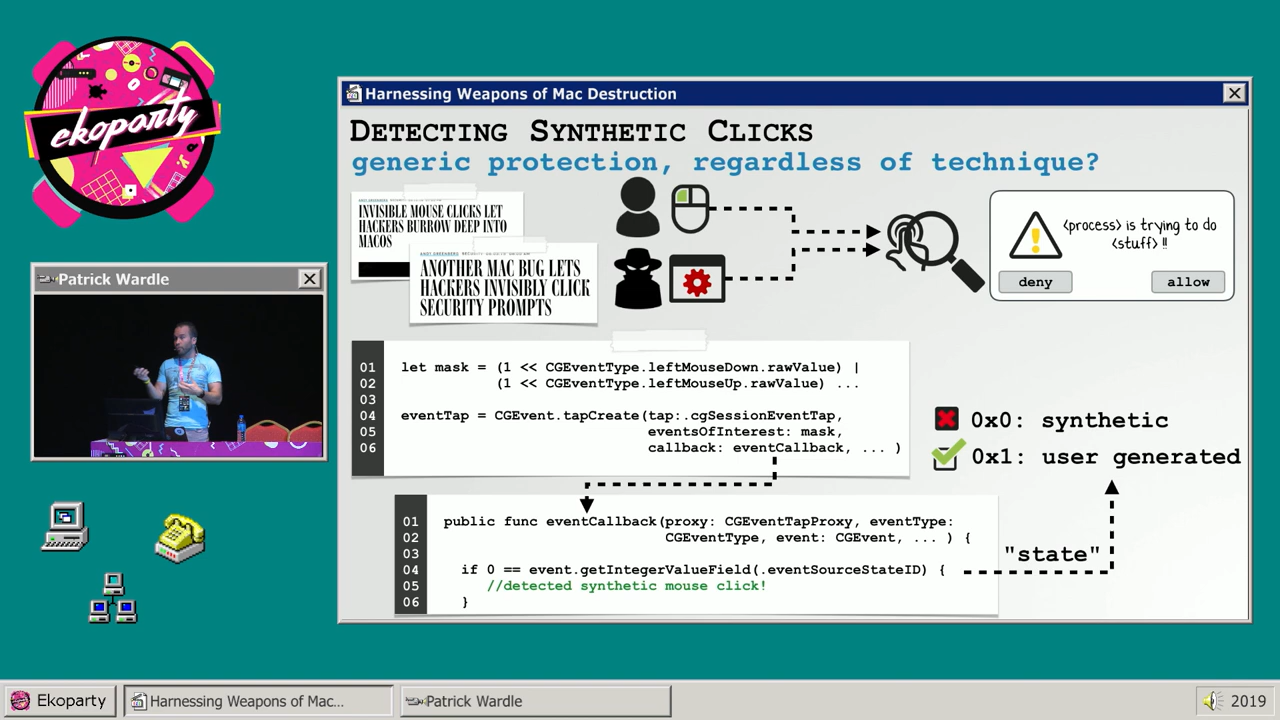 ekoparty
Harnessing Weapons of Mac Destruction
DETECTING SYNTHETIC CLICKS
generic protection, regardless of technique?
INVISIBLE MOUSE CLICKS LET
HACKERS BURROW DEEP INTO
MACOS
ANOTHER MAC BUG LETS
HACKERS INVISIBLY CLICK
SECURITY PROMPTS
<process> is trying to do
<stuff> !!
deny
allow
Patrick Wardle
01 let mask = (1 << CGEventType.leftMouseDown.rawValue) |
02 (1 << CGEventType.leftMouseUp.rawValue) ...
03
04 eventTap = CGEvent.tapCreate(tap:.cgSessionEventTap,
05 eventsOfInterest: mask,
06 callback: eventCallback, ... )
0x0: synthetic
0x1: user generated
01 public func eventCallback(proxy: CGEventTapProxy, eventType:
02 CGEventType, event: CGEvent, ... ) {
03
04 if 0 == event.getIntegerValueField(.eventSourceStateID) {
05 //detected synthetic mouse click!
06 }
"state"
Ekoparty
Harnessing Weapons of Mac...
Patrick Wardle
2019